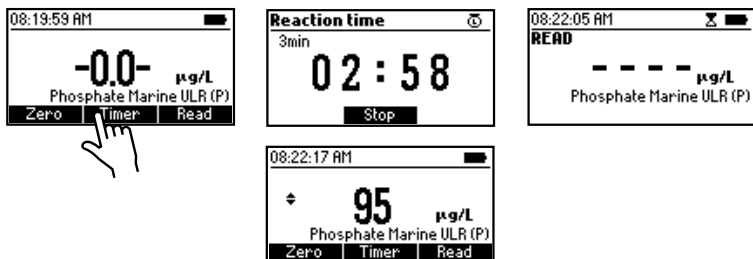 08:19:59 AM
-0.0- µg/L
Phosphate Marine ULR (P)
Zero Timer Read
Reaction time
3min
02:58
Stop
08:22:05 AM
READ
---- µg/L
Phosphate Marine ULR (P)
08:22:17 AM
95 µg/L
Phosphate Marine ULR (P)
Zero Timer Read